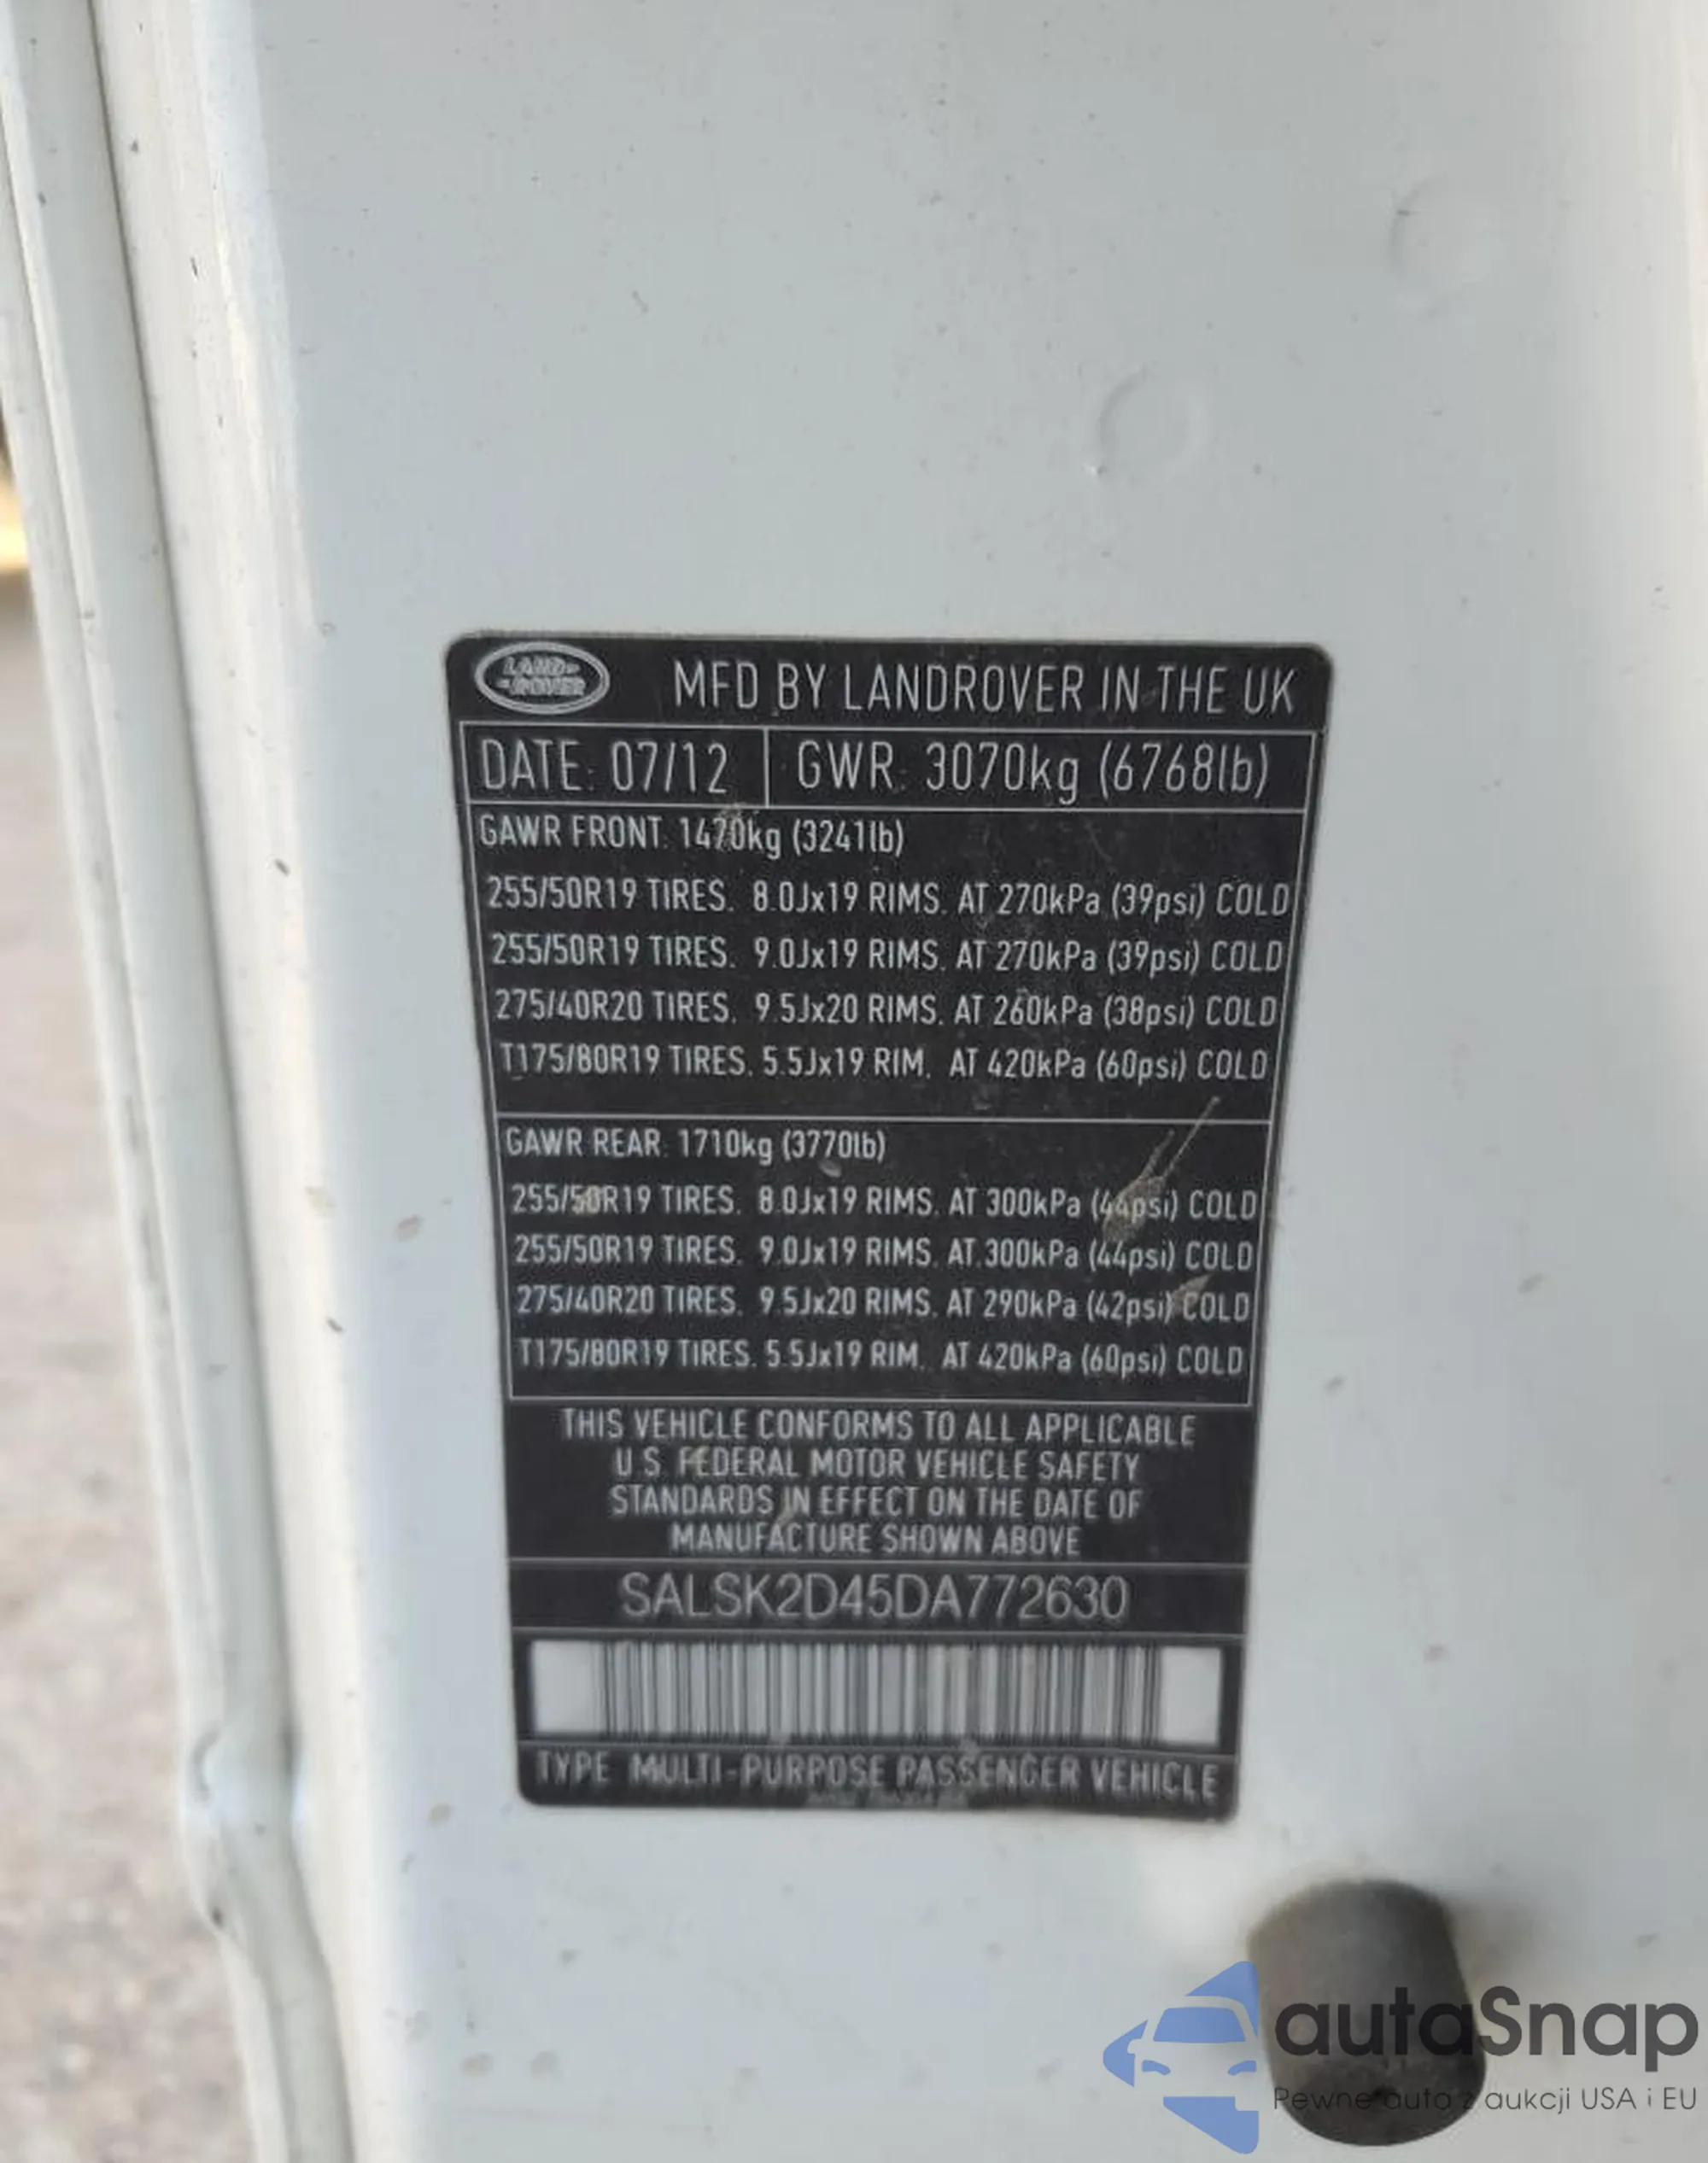 LAND-
-ROVER
MFD BY LANDROVER IN THE UK
DATE: 07/12 GWR: 3070kg (6768lb)
GAWR FRONT: 1470kg (3241lb)
255/50R19 TIRES. 8.0Jx19 RIMS. AT 270kPa (39psi) COLD
255/50R19 TIRES. 9.0Jx19 RIMS. AT 270kPa (39psi) COLD
275/40R20 TIRES. 9.5Jx20 RIMS. AT 260kPa (38psi) COLD
T175/80R19 TIRES. 5.5Jx19 RIM. AT 420kPa (60psi) COLD
GAWR REAR: 1710kg (3770lb)
255/50R19 TIRES. 8.0Jx19 RIMS. AT 300kPa (44psi) COLD
255/50R19 TIRES. 9.0Jx19 RIMS. AT.300kPa (44psi) COLD
275/40R20 TIRES. 9.5Jx20 RIMS. AT 290kPa (42psi) COLD
T175/80R19 TIRES. 5.5Jx19 RIM. AT 420kPa (60psi) COLD
THIS VEHICLE CONFORMS TO ALL APPLICABLE
U.S. FEDERAL MOTOR VEHICLE SAFETY
STANDARDS IN EFFECT ON THE DATE OF
MANUFACTURE SHOWN ABOVE
SALSK2D45DA772630
TYPE MULTI-PURPOSE PASSENGER VEHICLE
autaSnap
Pewne auta z aukcji USA i EU